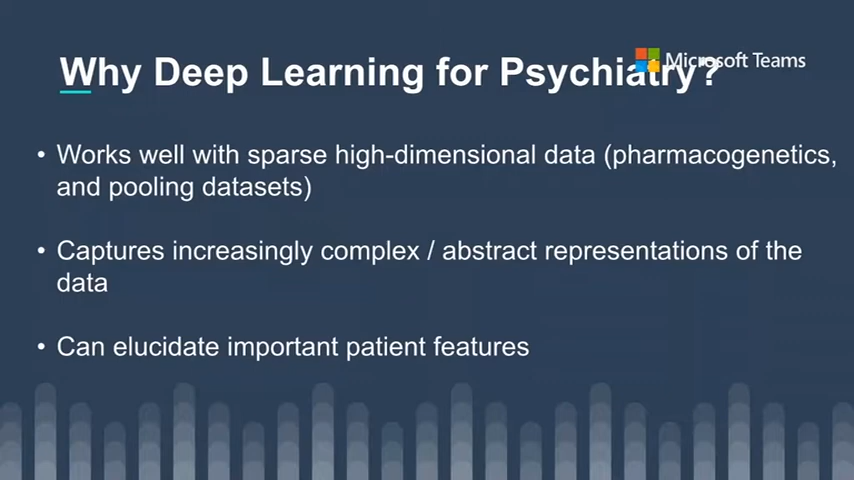 Why Deep Learning for Psychiatry?
Microsoft Teams
• Works well with sparse high-dimensional data (pharmacogenetics,
and pooling datasets)
• Captures increasingly complex / abstract representations of the
data
• Can elucidate important patient features